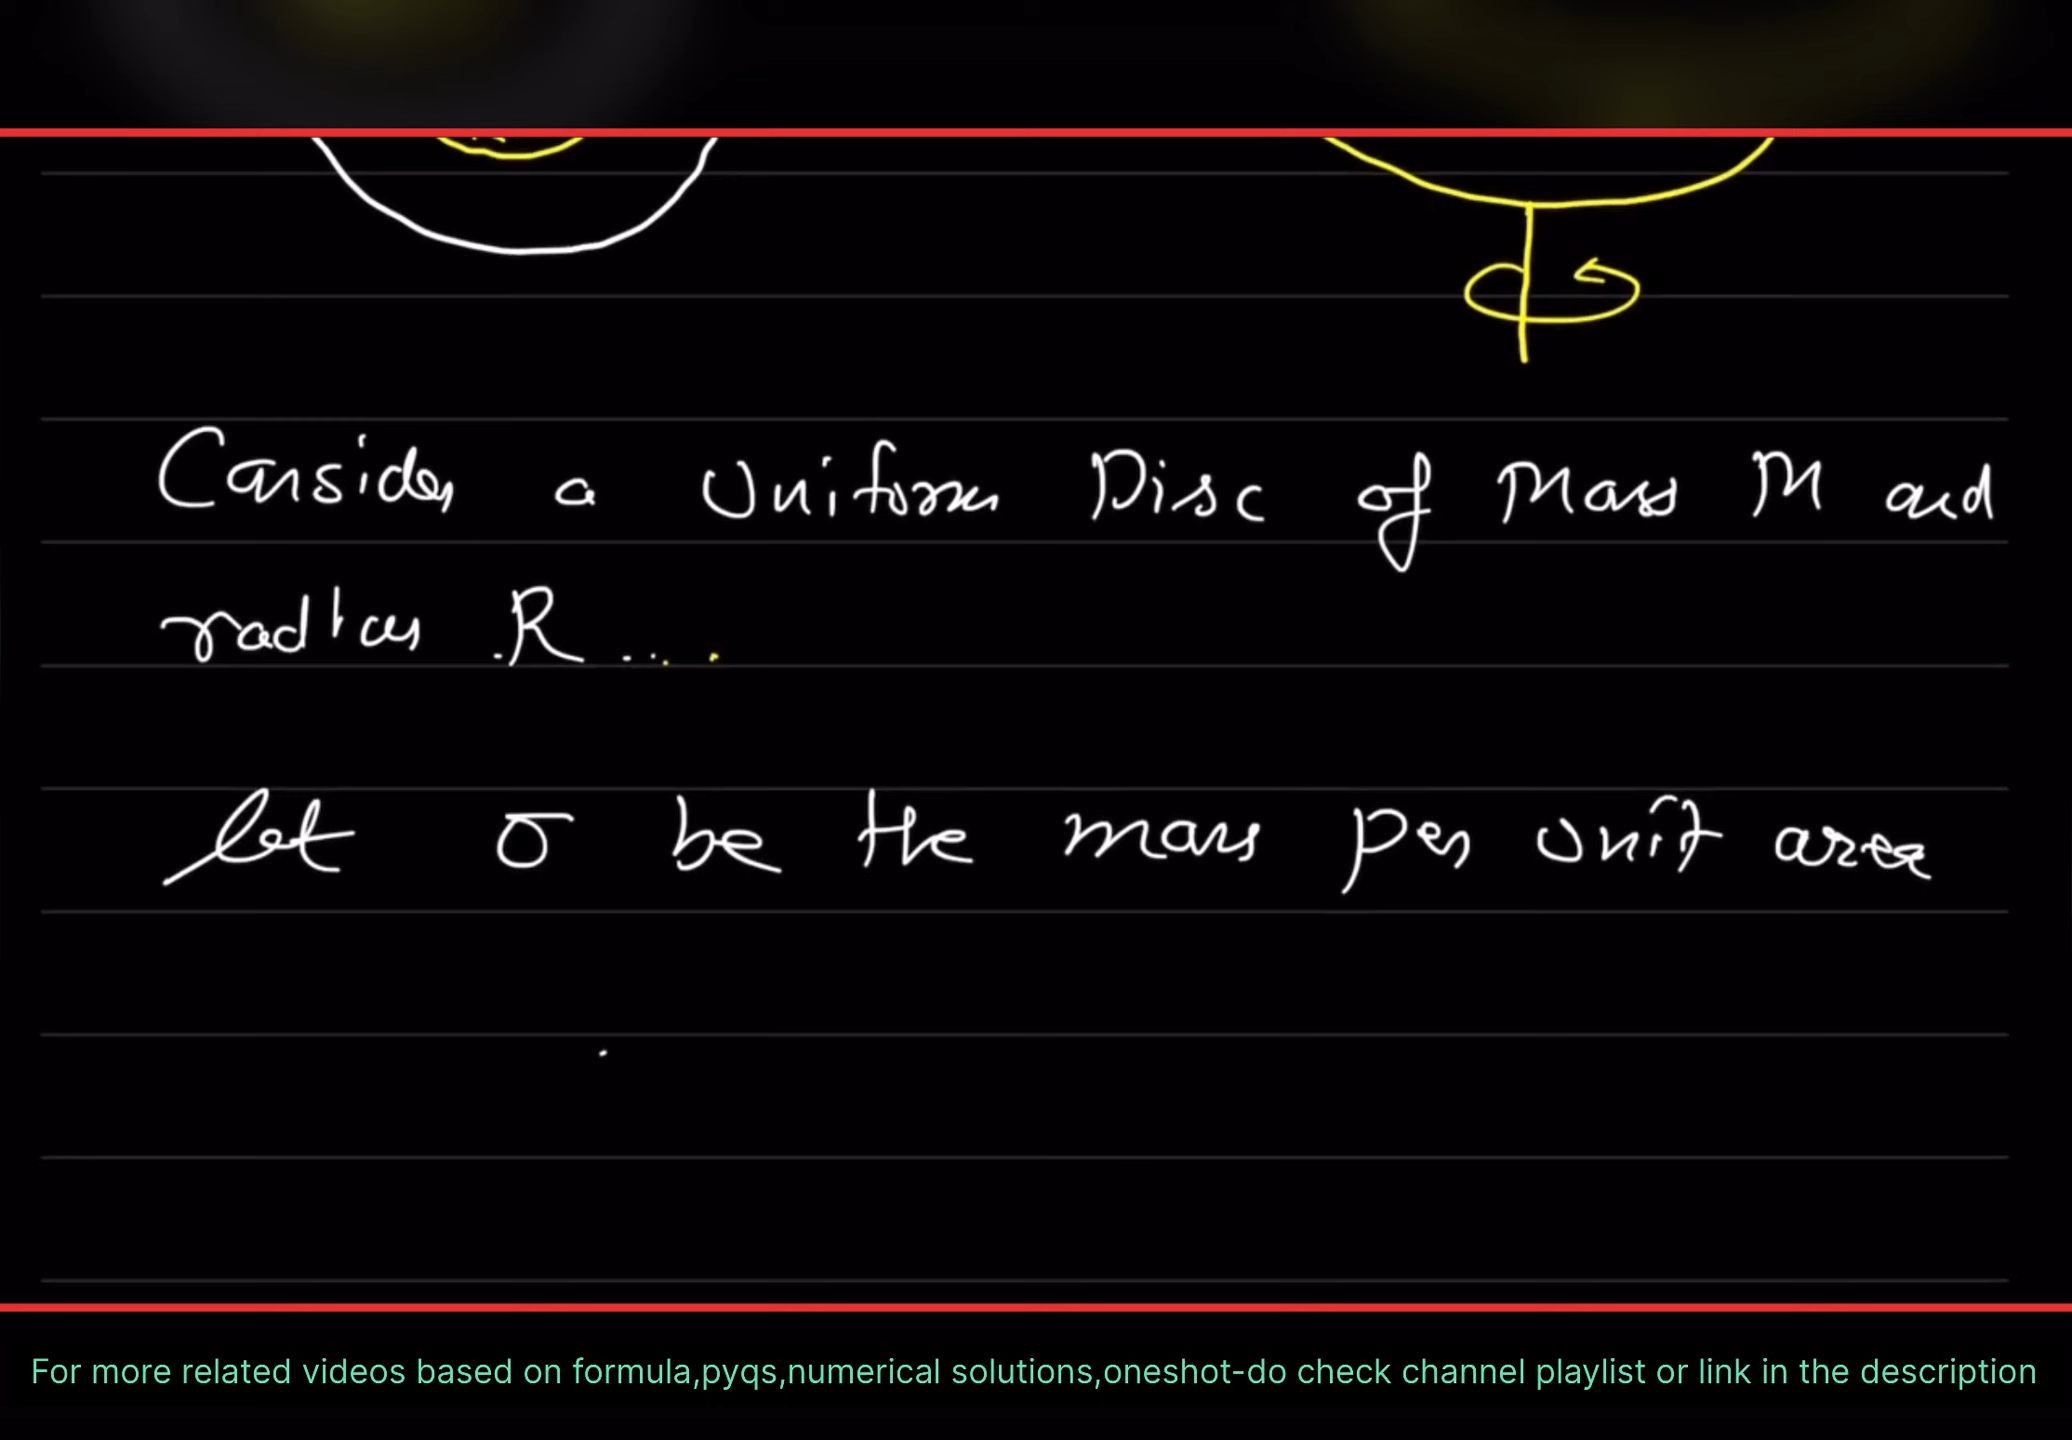 Consider a Uniform Disc of Mass M and
radius R ....
let σ be the mass per unit area
For more related videos based on formula,pyqs,numerical solutions,oneshot-do check channel playlist or link in the description